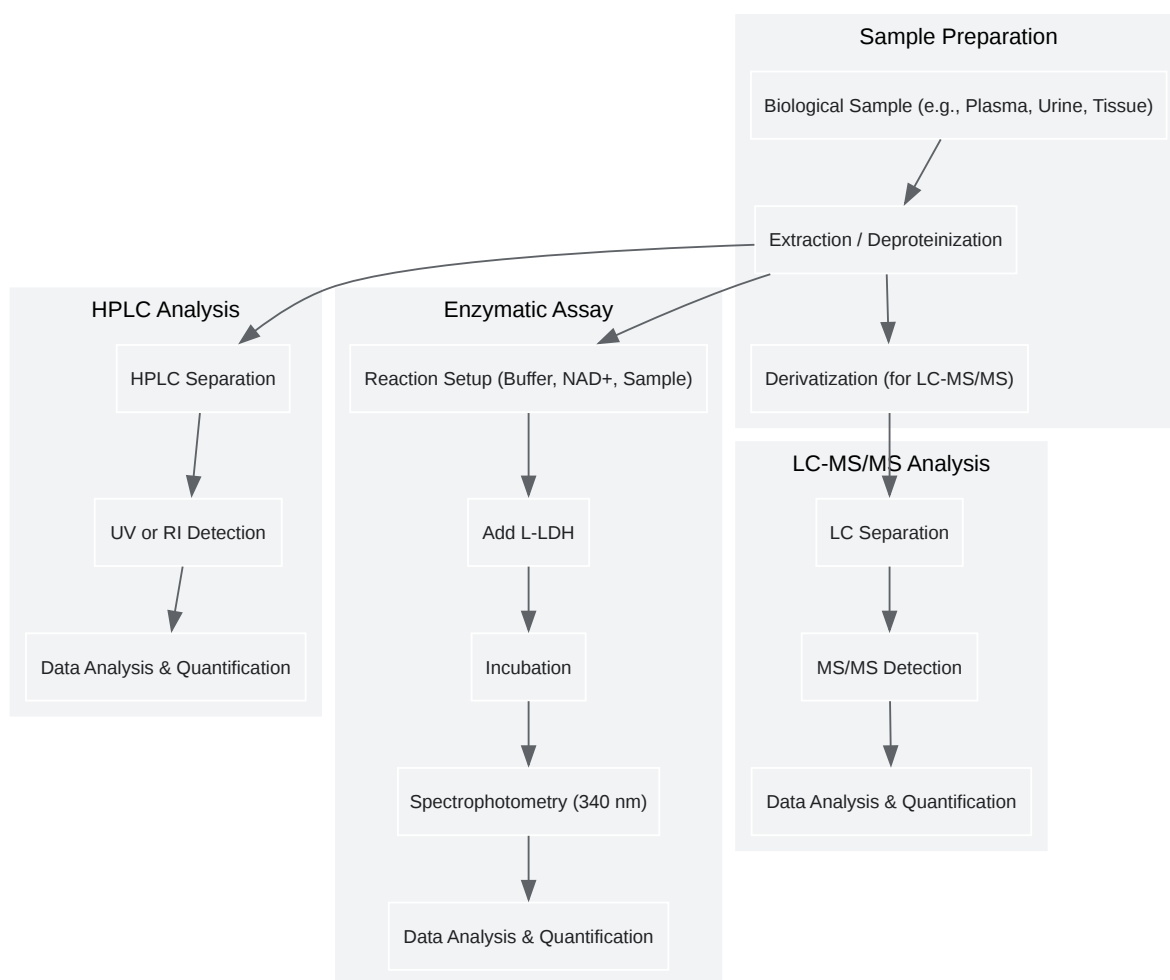 Sample Preparation
Biological Sample (e.g., Plasma, Urine, Tissue)
Extraction / Deproteinization
Derivatization (for LC-MS/MS)
HPLC Analysis
HPLC Separation
UV or RI Detection
Data Analysis & Quantification
Enzymatic Assay
Reaction Setup (Buffer, NAD+, Sample)
Add L-LDH
Incubation
Spectrophotometry (340 nm)
Data Analysis & Quantification
LC-MS/MS Analysis
LC Separation
MS/MS Detection
Data Analysis & Quantification